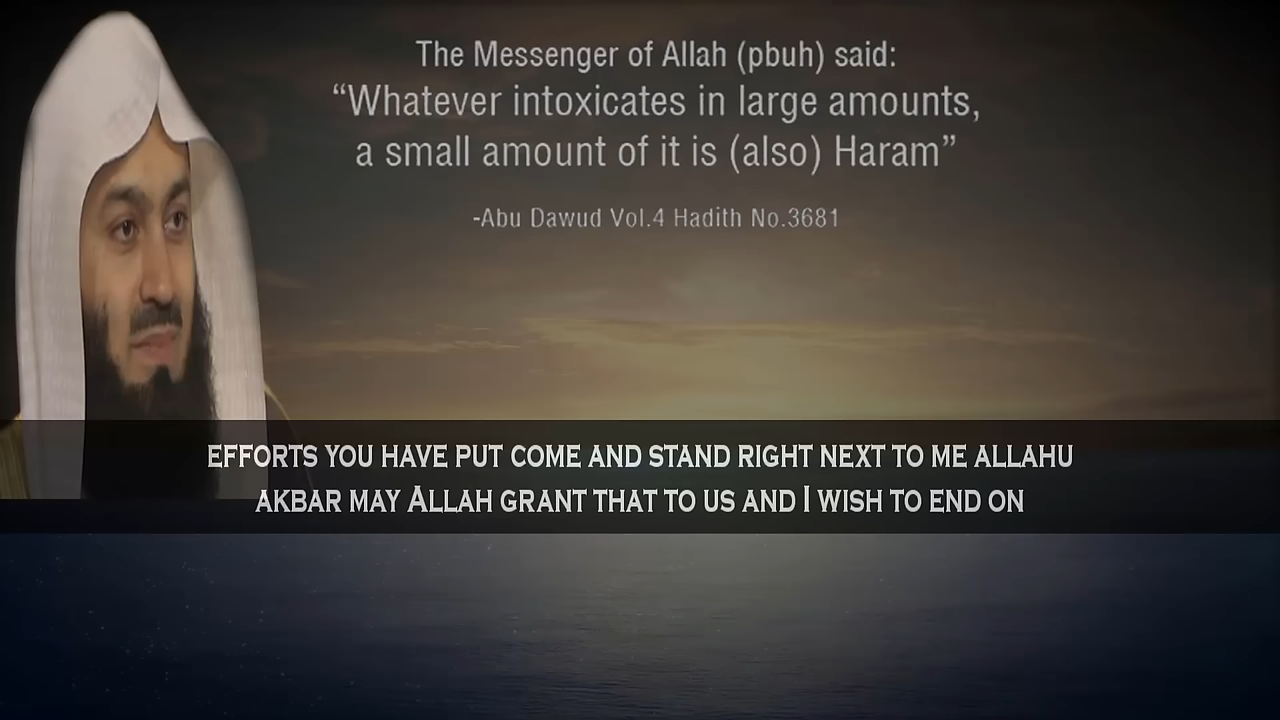 The Messenger of Allah (pbuh) said:
“Whatever intoxicates in large amounts,
a small amount of it is (also) Haram”
-Abu Dawud Vol.4 Hadith No.3681
EFFORTS YOU HAVE PUT COME AND STAND RIGHT NEXT TO ME ALLAHU
AKBAR MAY ALLAH GRANT THAT TO US AND I WISH TO END ON